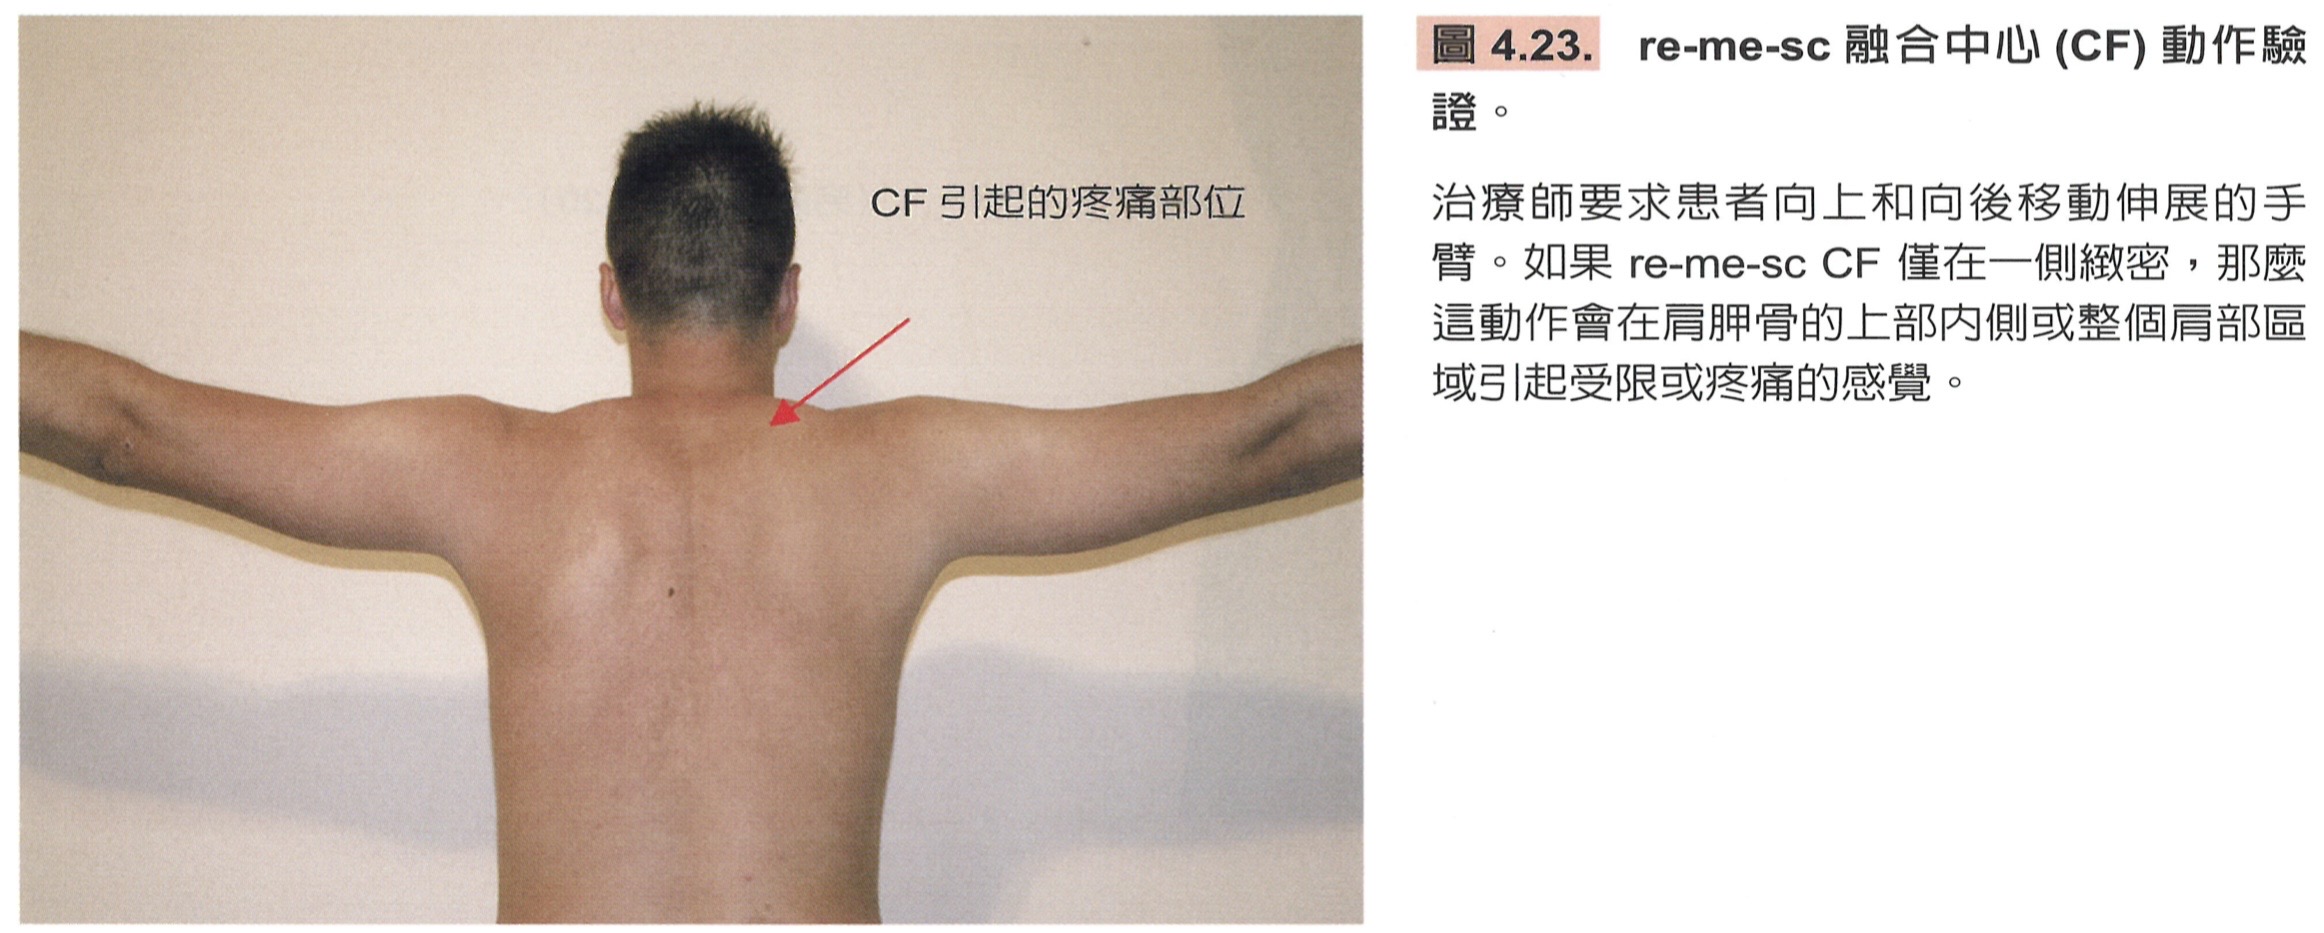 CF 引起的疼痛部位
圖 4.23. re-me-sc 融合中心 (CF) 動作驗
證。
治療師要求患者向上和向後移動伸展的手
臂。如果 re-me-sc CF 僅在一側緻密，那麼
這動作會在肩胛骨的上部內側或整個肩部區
域引起受限或疼痛的感覺。